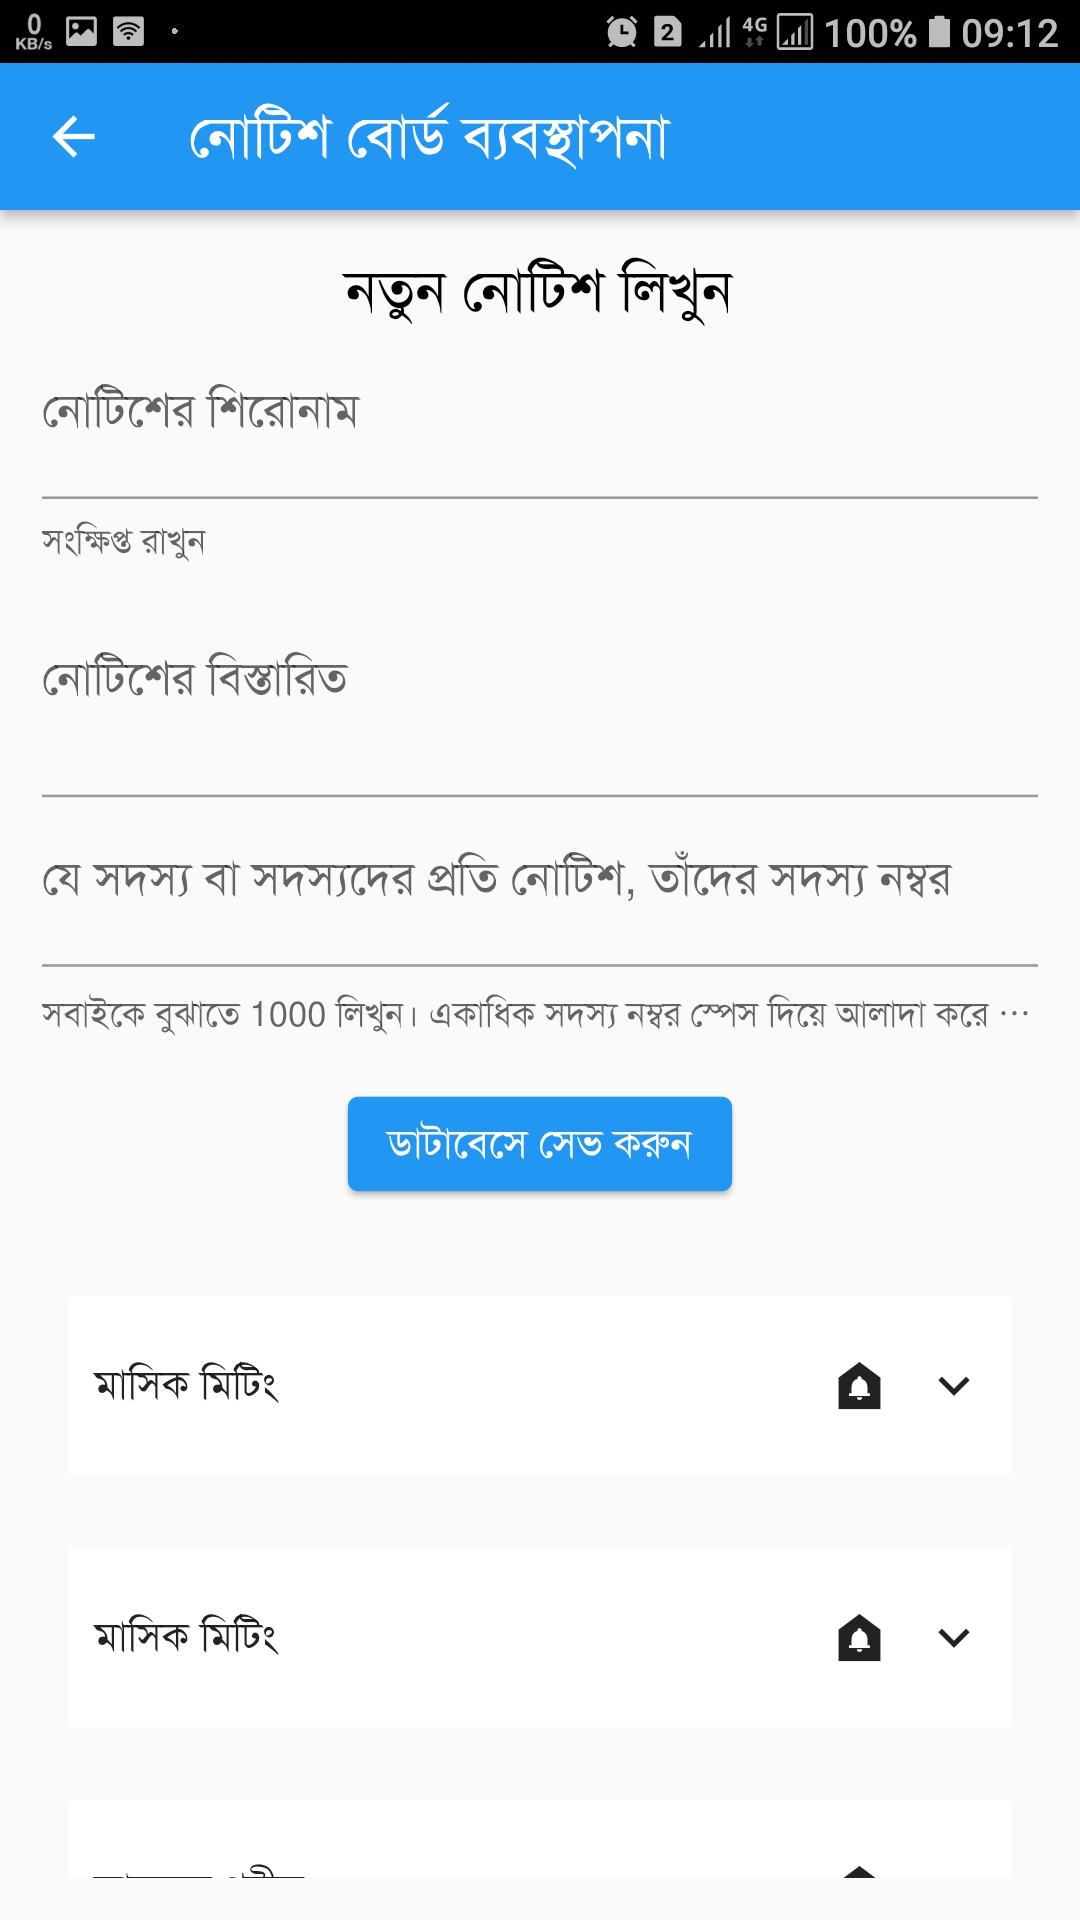 0 KB/s 2 4G 100% 09:12
নোটিশ বোর্ড ব্যবস্থাপনা
নতুন নোটিশ লিখুন
নোটিশের শিরোনাম
সংক্ষিপ্ত রাখুন
নোটিশের বিস্তারিত
যে সদস্য বা সদস্যদের প্রতি নোটিশ, তাঁদের সদস্য নম্বর
সবাইকে বুঝাতে 1000 লিখুন। একাধিক সদস্য নম্বর স্পেস দিয়ে আলাদা করে ...
ডাটাবেসে সেভ করুন
মাসিক মিটিং
মাসিক মিটিং